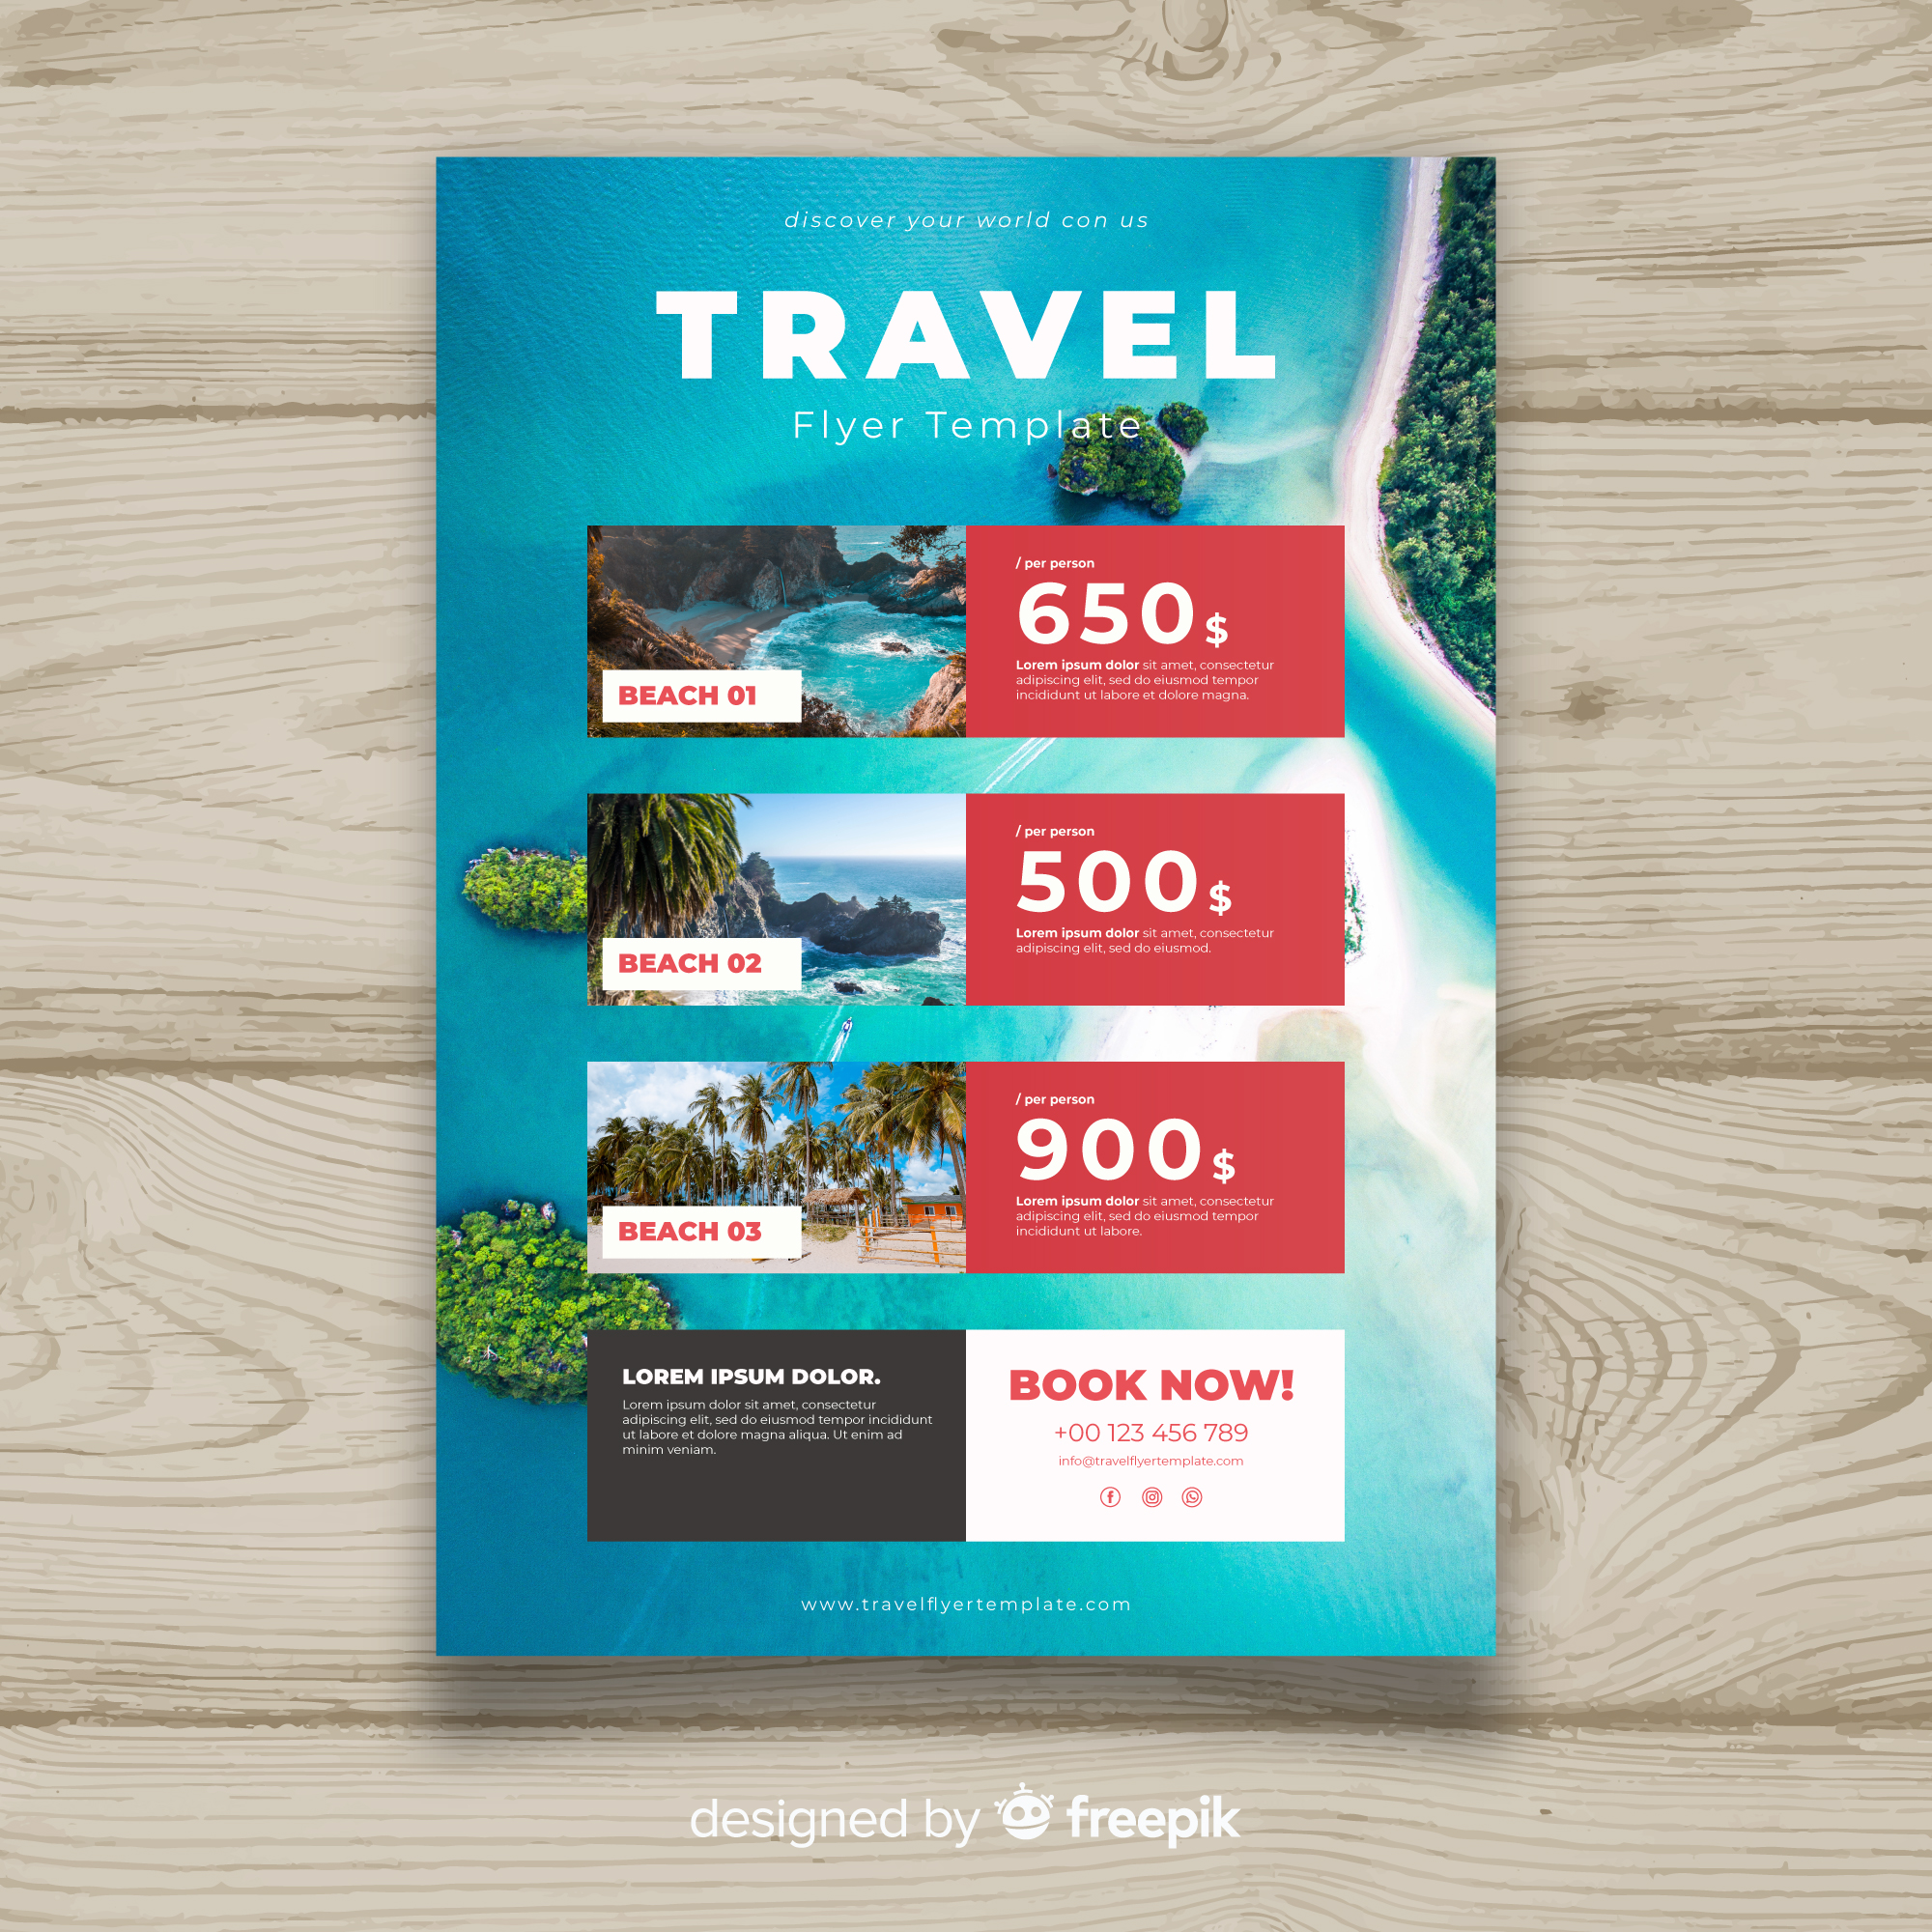 discover your world con us
TRAVEL
Flyer Template
/ per person
650$
Lorem ipsum dolor sit amet, consectetur
adipiscing elit, sed do eiusmod tempor
incididunt ut labore et dolore magna.
BEACH 01
/ per person
500$
Lorem ipsum dolor sit amet, consectetur
adipiscing elit, sed do eiusmod.
BEACH 02
/ per person
900$
Lorem ipsum dolor sit amet, consectetur
adipiscing elit, sed do eiusmod tempor
incididunt ut labore.
BEACH 03
LOREM IPSUM DOLOR.
Lorem ipsum dolor sit amet, consectetur
adipiscing elit, sed do eiusmod tempor incididunt
ut labore et dolore magna aliqua. Ut enim ad
minim veniam.
BOOK NOW!
+00 123 456 789
info@travelflyertemplate.com
www.travelflyertemplate.com
designed by freepik